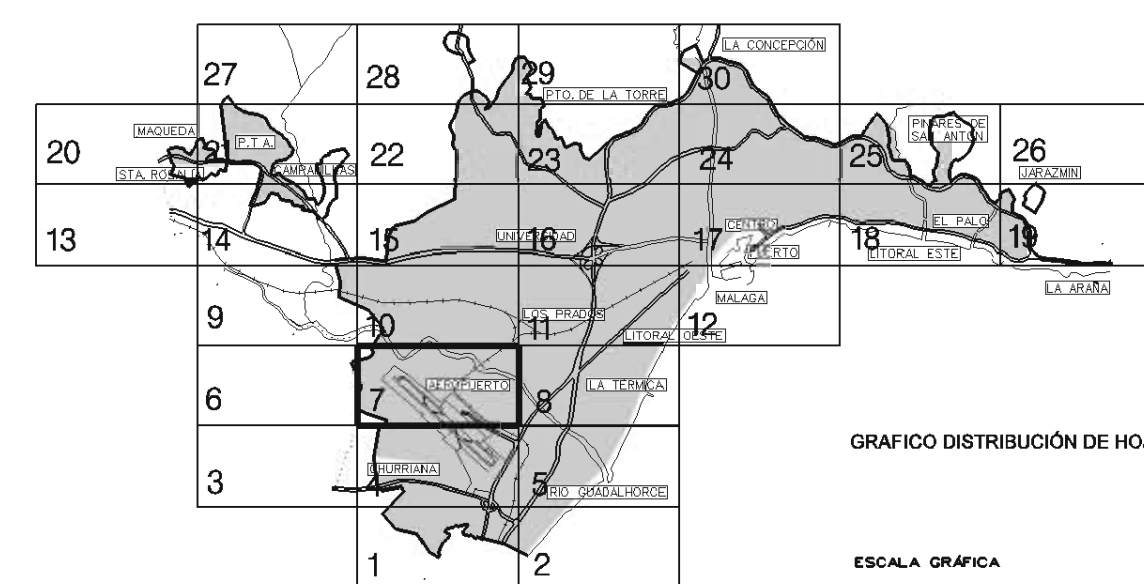 LA CONCEPCIÓN
27
28
29
30
PTO. DE LA TORRE
MAQUEDA
P.T.A.
PINARES DE
SAN ANTÓN
20
21
22
23
24
25
26
STA. ROSALIA
CAMPANILLAS
JARAZMIN
13
14
15
UNIVERSIDAD
16
17
CENTRO
PUERTO
18
EL PALO
LITORAL ESTE
19
MALAGA
LA ARAÑA
9
10
LOS PRADOS
11
LITORAL OESTE
12
6
7
AEROPUERTO
8
LA TÉRMICA
GRAFICO DISTRIBUCIÓN DE HOJ
3
CHURRIANA
4
5
RIO GUADALHORCE
1
2
ESCALA GRÁFICA